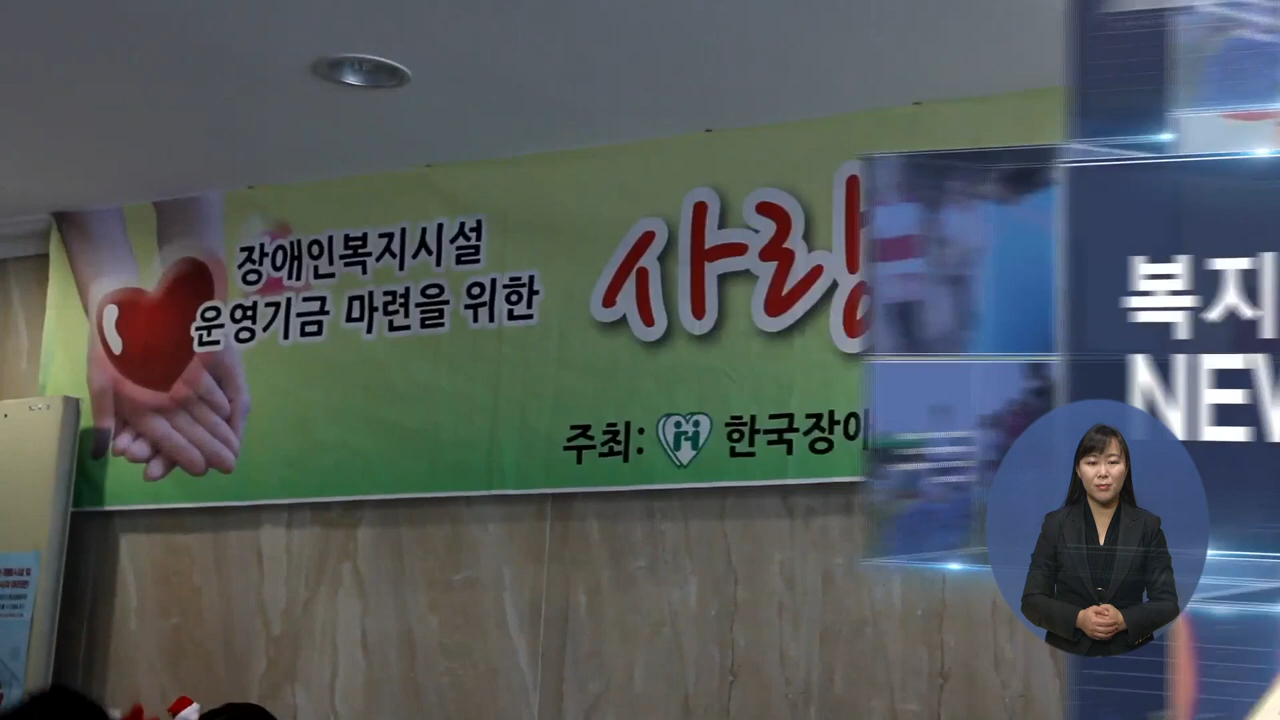 장애인복지시설
운영기금 마련을 위한
사랑
주최: 한국장애
복지
NEW